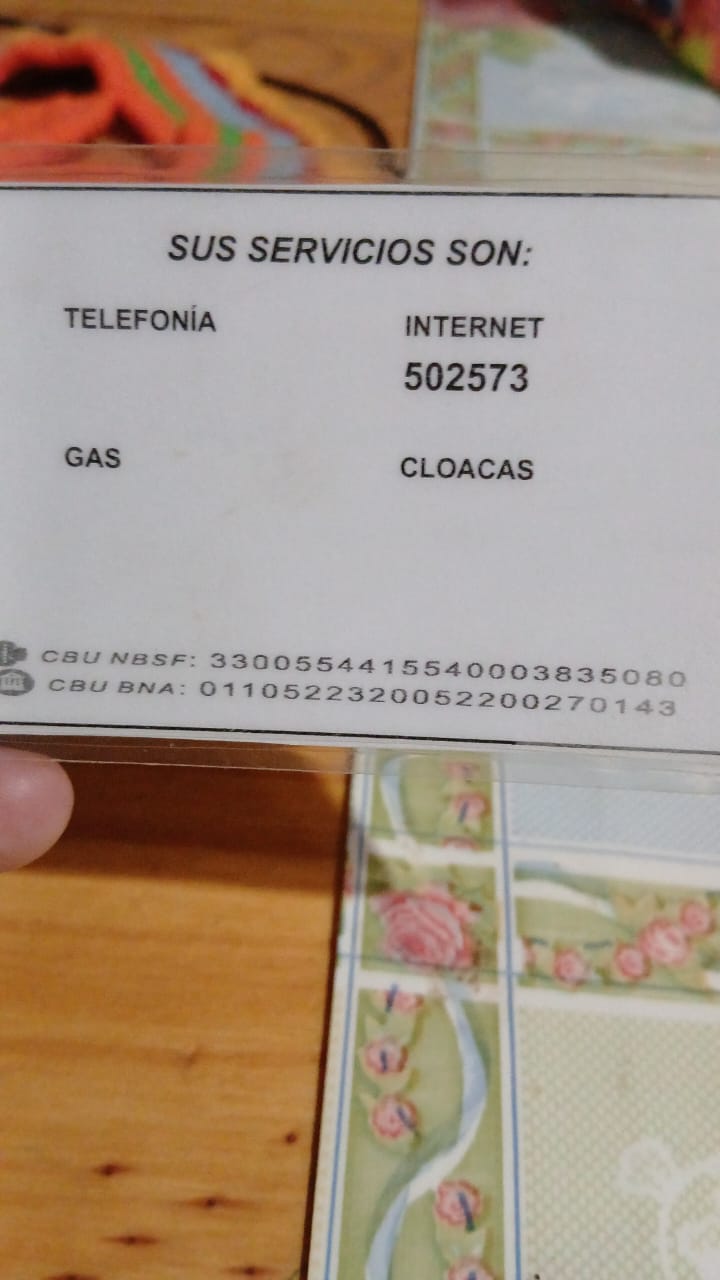 SUS SERVICIOS SON:
TELEFONÍA
INTERNET
502573
GAS
CLOACAS
CBU NBSF: 3300554415540003835080
CBU BNA: 0110522320052200270143